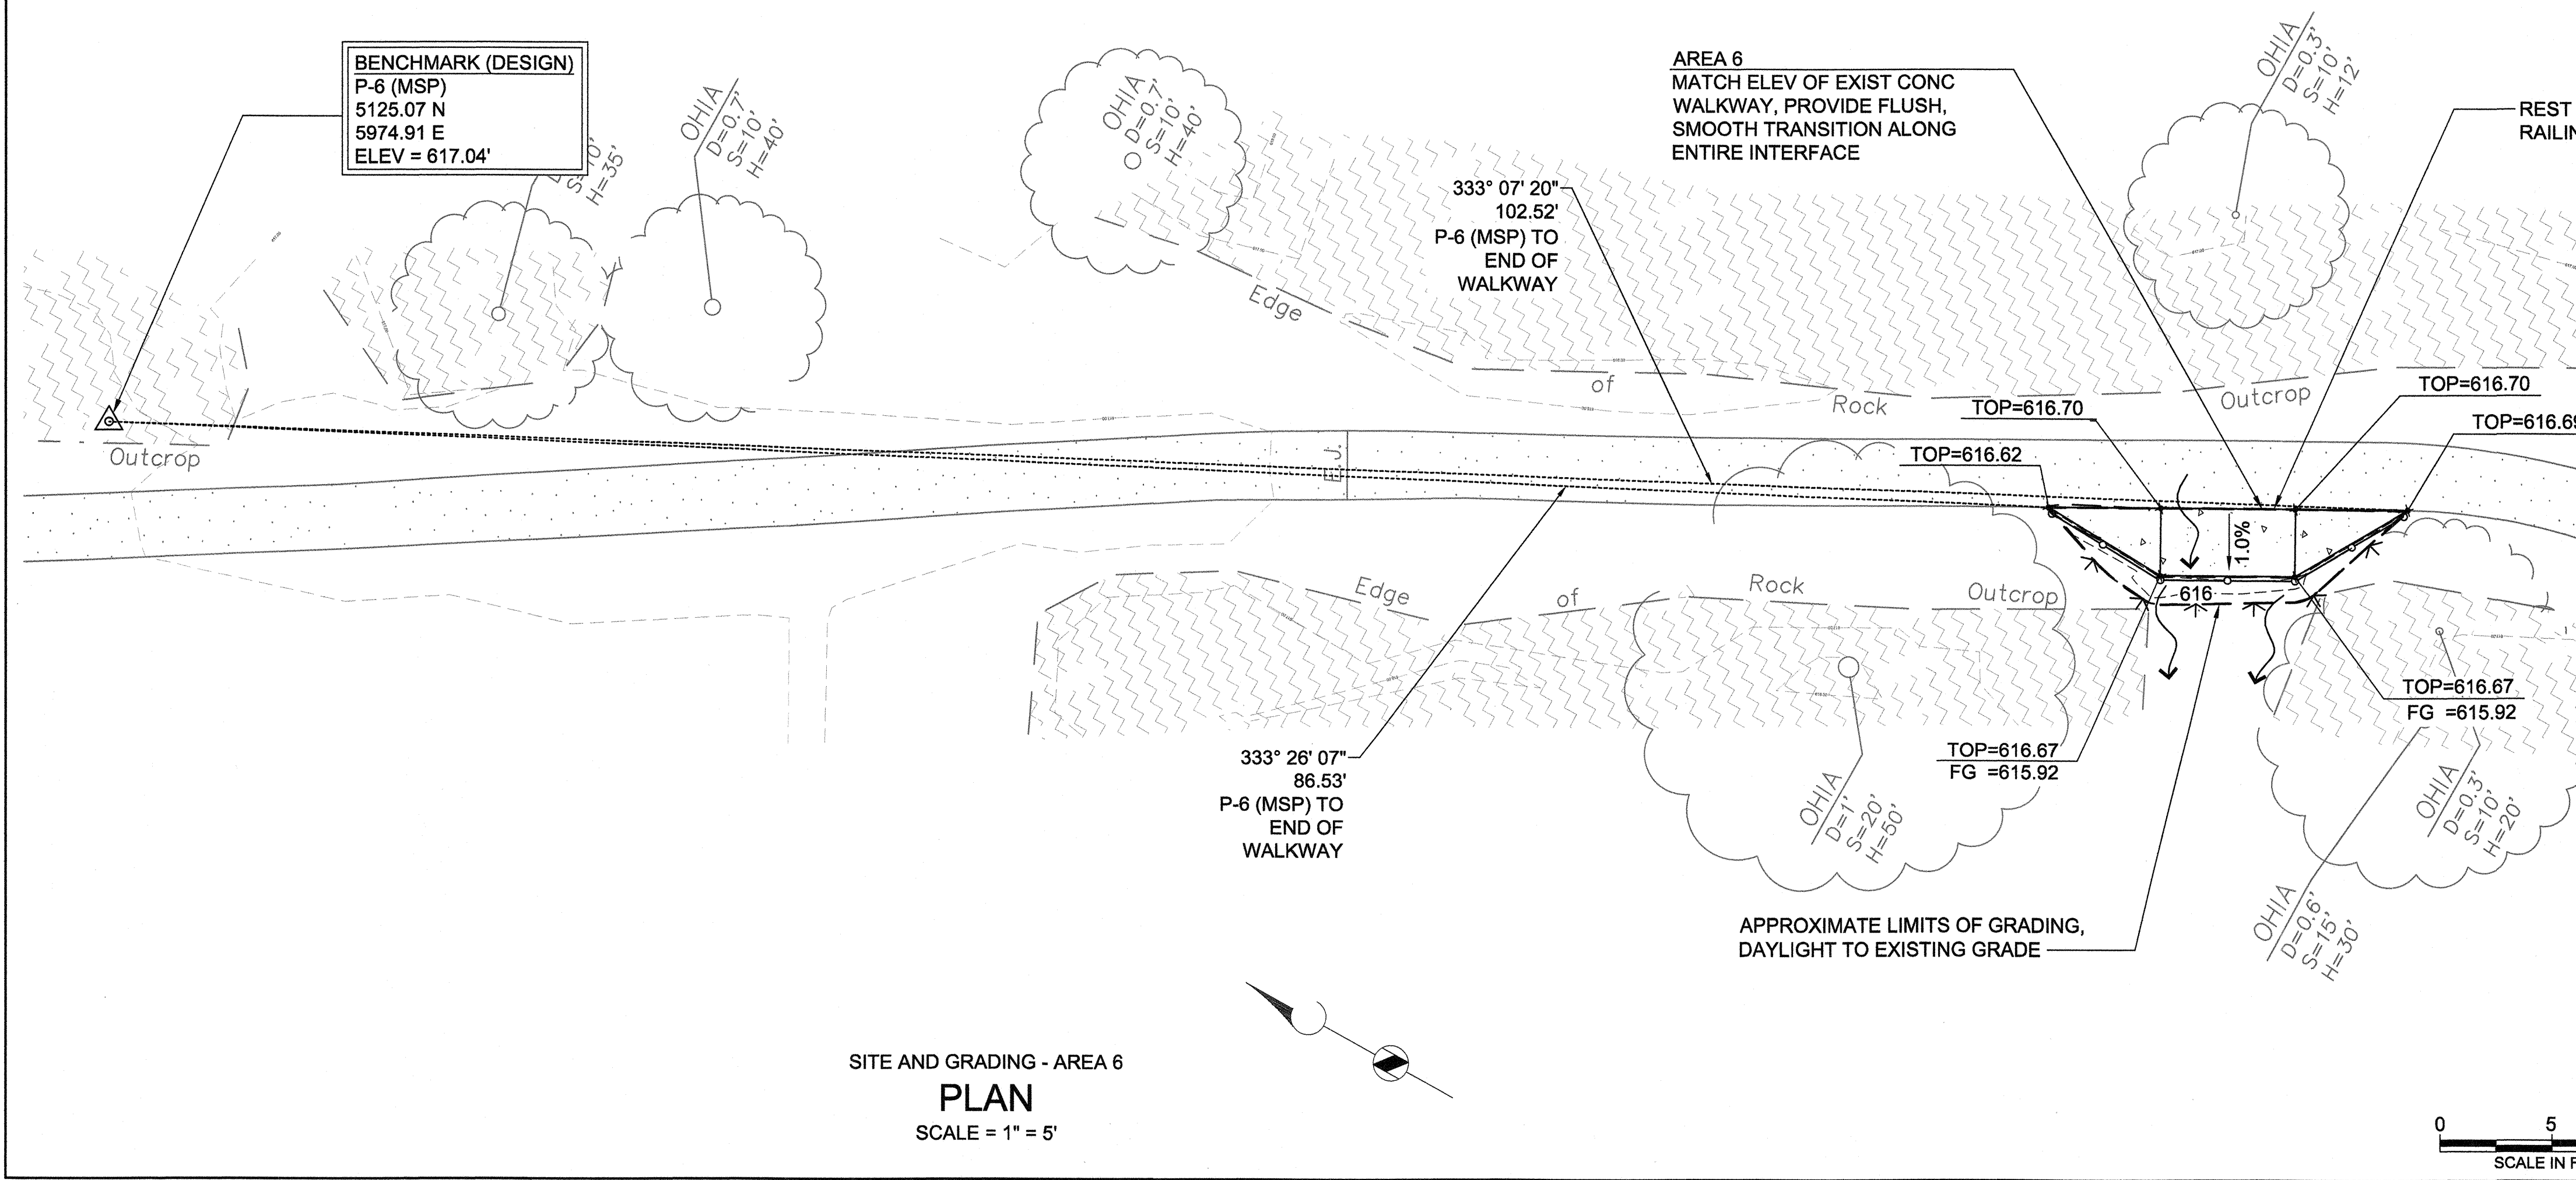 BENCHMARK (DESIGN)
P-6 (MSP)
5125.07 N
5974.91 E
ELEV = 617.04'
H=35'
OHIA
D=0.7'
S=10'
H=40'
OHIA
D=0.7'
S=10'
H=40'
AREA 6
MATCH ELEV OF EXIST CONC
WALKWAY, PROVIDE FLUSH,
SMOOTH TRANSITION ALONG
ENTIRE INTERFACE
OHIA
D=0.3'
S=10'
H=12'
REST
333° 07' 20"
102.52'
P-6 (MSP) TO
END OF
WALKWAY
Edge of Rock Outcrop
TOP=616.70
TOP=616.70
TOP=616.62
Outcrop
E.J.
1.0%
616
Edge of Rock Outcrop
TOP=616.67
FG =615.92
TOP=616.67
FG =615.92
333° 26' 07"
86.53'
P-6 (MSP) TO
END OF
WALKWAY
OHIA
D=1'
S=20'
H=50'
OHIA
D=0.3'
S=10'
H=20'
OHIA
D=0.6'
S=15'
H=30'
APPROXIMATE LIMITS OF GRADING,
DAYLIGHT TO EXISTING GRADE
SITE AND GRADING - AREA 6
PLAN
SCALE = 1" = 5'
0 5
SCALE IN